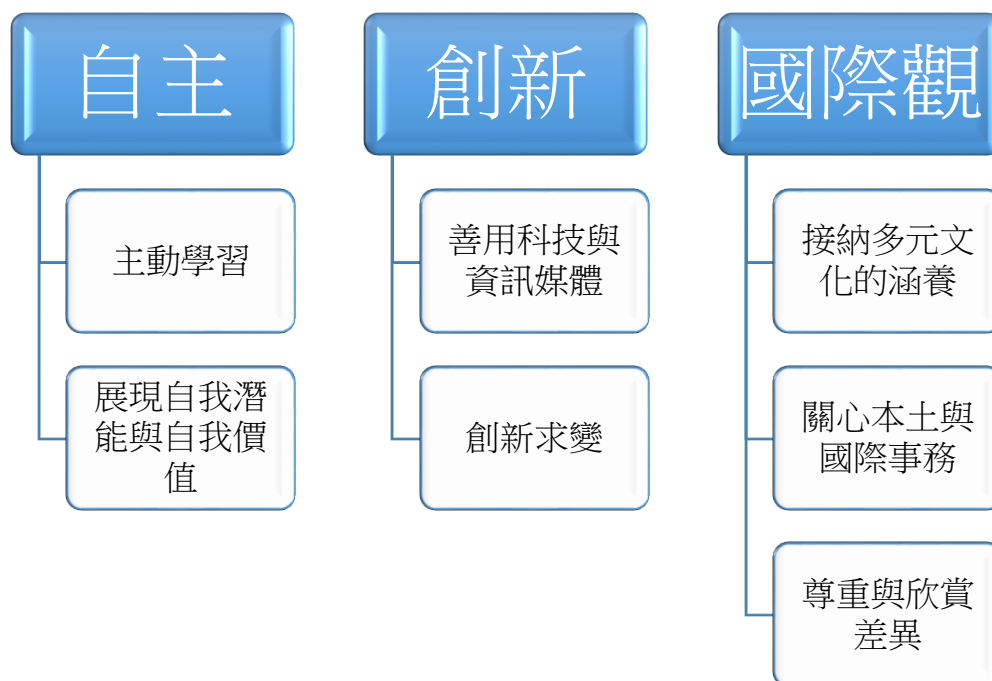 自主
主動學習
展現自我潛
能與自我價
值
創新
善用科技與
資訊媒體
創新求變
國際觀
接納多元文
化的涵養
關心本土與
國際事務
尊重與欣賞
差異